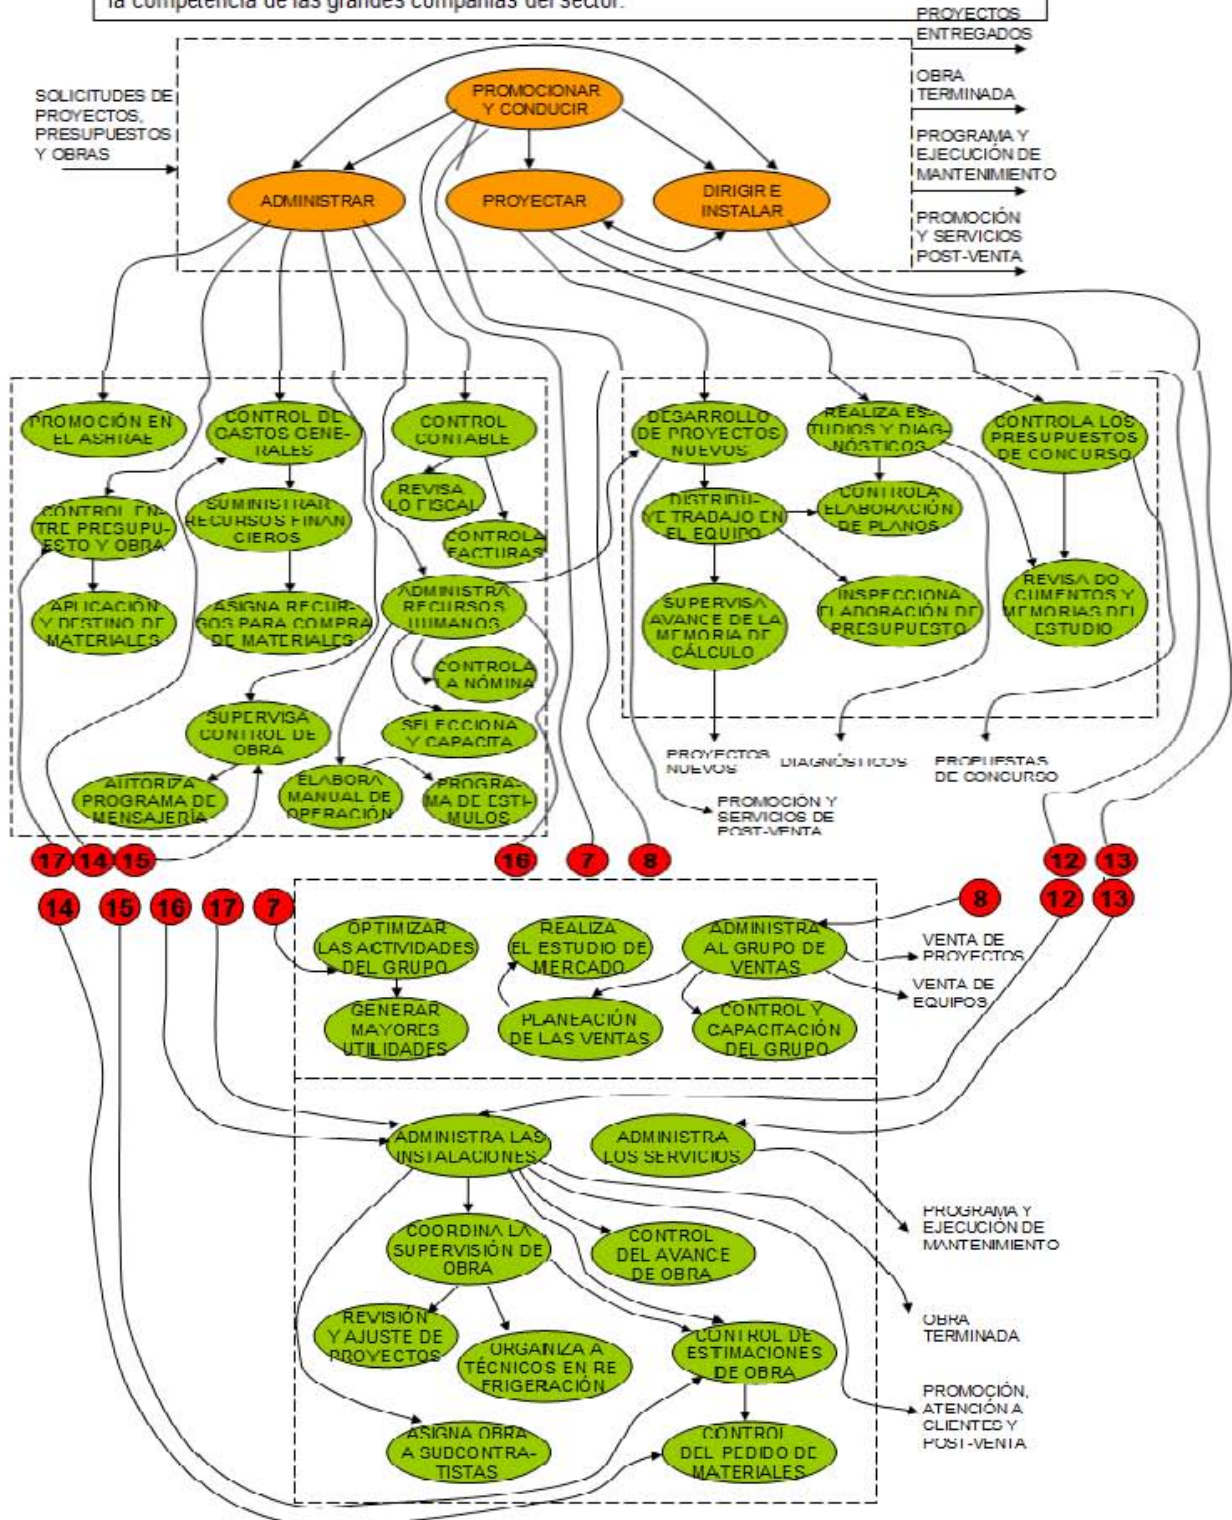 la competencia de las grandes compañías del sector.
PROYECTOS
ENTREGADOS
OBRA
TERMINADA
PROGRAMA Y
EJECUCIÓN DE
MANTENIMIENTO
PROMOCIÓN
Y SERVICIOS
POST-VENTA
SOLICITUDES DE
PROYECTOS,
PRESUPUESTOS
Y OBRAS
PROMOCIONAR
Y CONDUCIR
ADMINISTRAR
PROYECTAR
DIRIGIR E
INSTALAR
PROMOCIÓN EN
EL ASHRAE
CONTROL DE
GASTOS GENE-
RALES
CONTROL
CONTABLE
REVISA
LO FISCAL
CONTROLA
FACTURAS
CONTROL EN-
TRE PRESUPU-
ESTO Y OBRA
SUMINISTRAR
RECURSOS FINAN
CIEROS
APLICACIÓN
Y DESTINO DE
MATERIALES
ASIGNA RECUR-
SOS PARA COMPRA
DE MATERIALES
ADMINISTRA
RECURSOS
HUMANOS
CONTROLA
LA NÓMINA
SELECCIONA
Y CAPACITA
SUPERVISA
CONTROL DE
OBRA
AUTORIZA
PROGRAMA DE
MENSAJERÍA
ELABORA
MANUAL DE
OPERACIÓN
PROGRA-
MA DE ESTI-
MULOS
DESARROLLO
DE PROYECTOS
NUEVOS
REALIZA ES-
TUDIOS Y DIAG-
NÓSTICOS
CONTROLA LOS
PRESUPUESTOS
DE CONCURSO
DISTRIBU-
YE TRABAJO EN
EL EQUIPO
CONTROLA
ELABORACIÓN
DE PLANOS
SUPERVISA
AVANCE DE LA
MEMORIA DE
CÁLCULO
INSPECCIONA
ELABORACIÓN DE
PRESUPUESTO
REVISA DO
CUMENTOS Y
MEMORIAS DEL
ESTUDIO
PROYECTOS
NUEVOS
DIAGNÓSTICOS
PROPUESTAS
DE CONCURSO
PROMOCIÓN Y
SERVICIOS DE
POST-VENTA
17 14 15 16 7 8 12 13
14 15 16 17 7 8 12 13
OPTIMIZAR
LAS ACTIVIDADES
DEL GRUPO
REALIZA
EL ESTUDIO DE
MERCADO
ADMINISTRA
AL GRUPO DE
VENTAS
VENTA DE
PROYECTOS
VENTA DE
EQUIPOS
GENERAR
MAYORES
UTILIDADES
PLANEACIÓN
DE LAS VENTAS
CONTROL Y
CAPACITACIÓN
DEL GRUPO
ADMINISTRA LAS
INSTALACIONES
ADMINISTRA
LOS SERVICIOS
COORDINA LA
SUPERVISIÓN DE
OBRA
CONTROL
DEL AVANCE
DE OBRA
PROGRAMA Y
EJECUCIÓN DE
MANTENIMIENTO
REVISIÓN
Y AJUSTE DE
PROYECTOS
ORGANIZA A
TÉCNICOS EN RE
FRIGERACIÓN
CONTROL DE
ESTIMACIONES
DE OBRA
OBRA
TERMINADA
ASIGNA OBRA
A SUBCONTRA-
TISTAS
CONTROL
DEL PEDIDO DE
MATERIALES
PROMOCIÓN,
ATENCIÓN A
CLIENTES Y
POST-VENTA